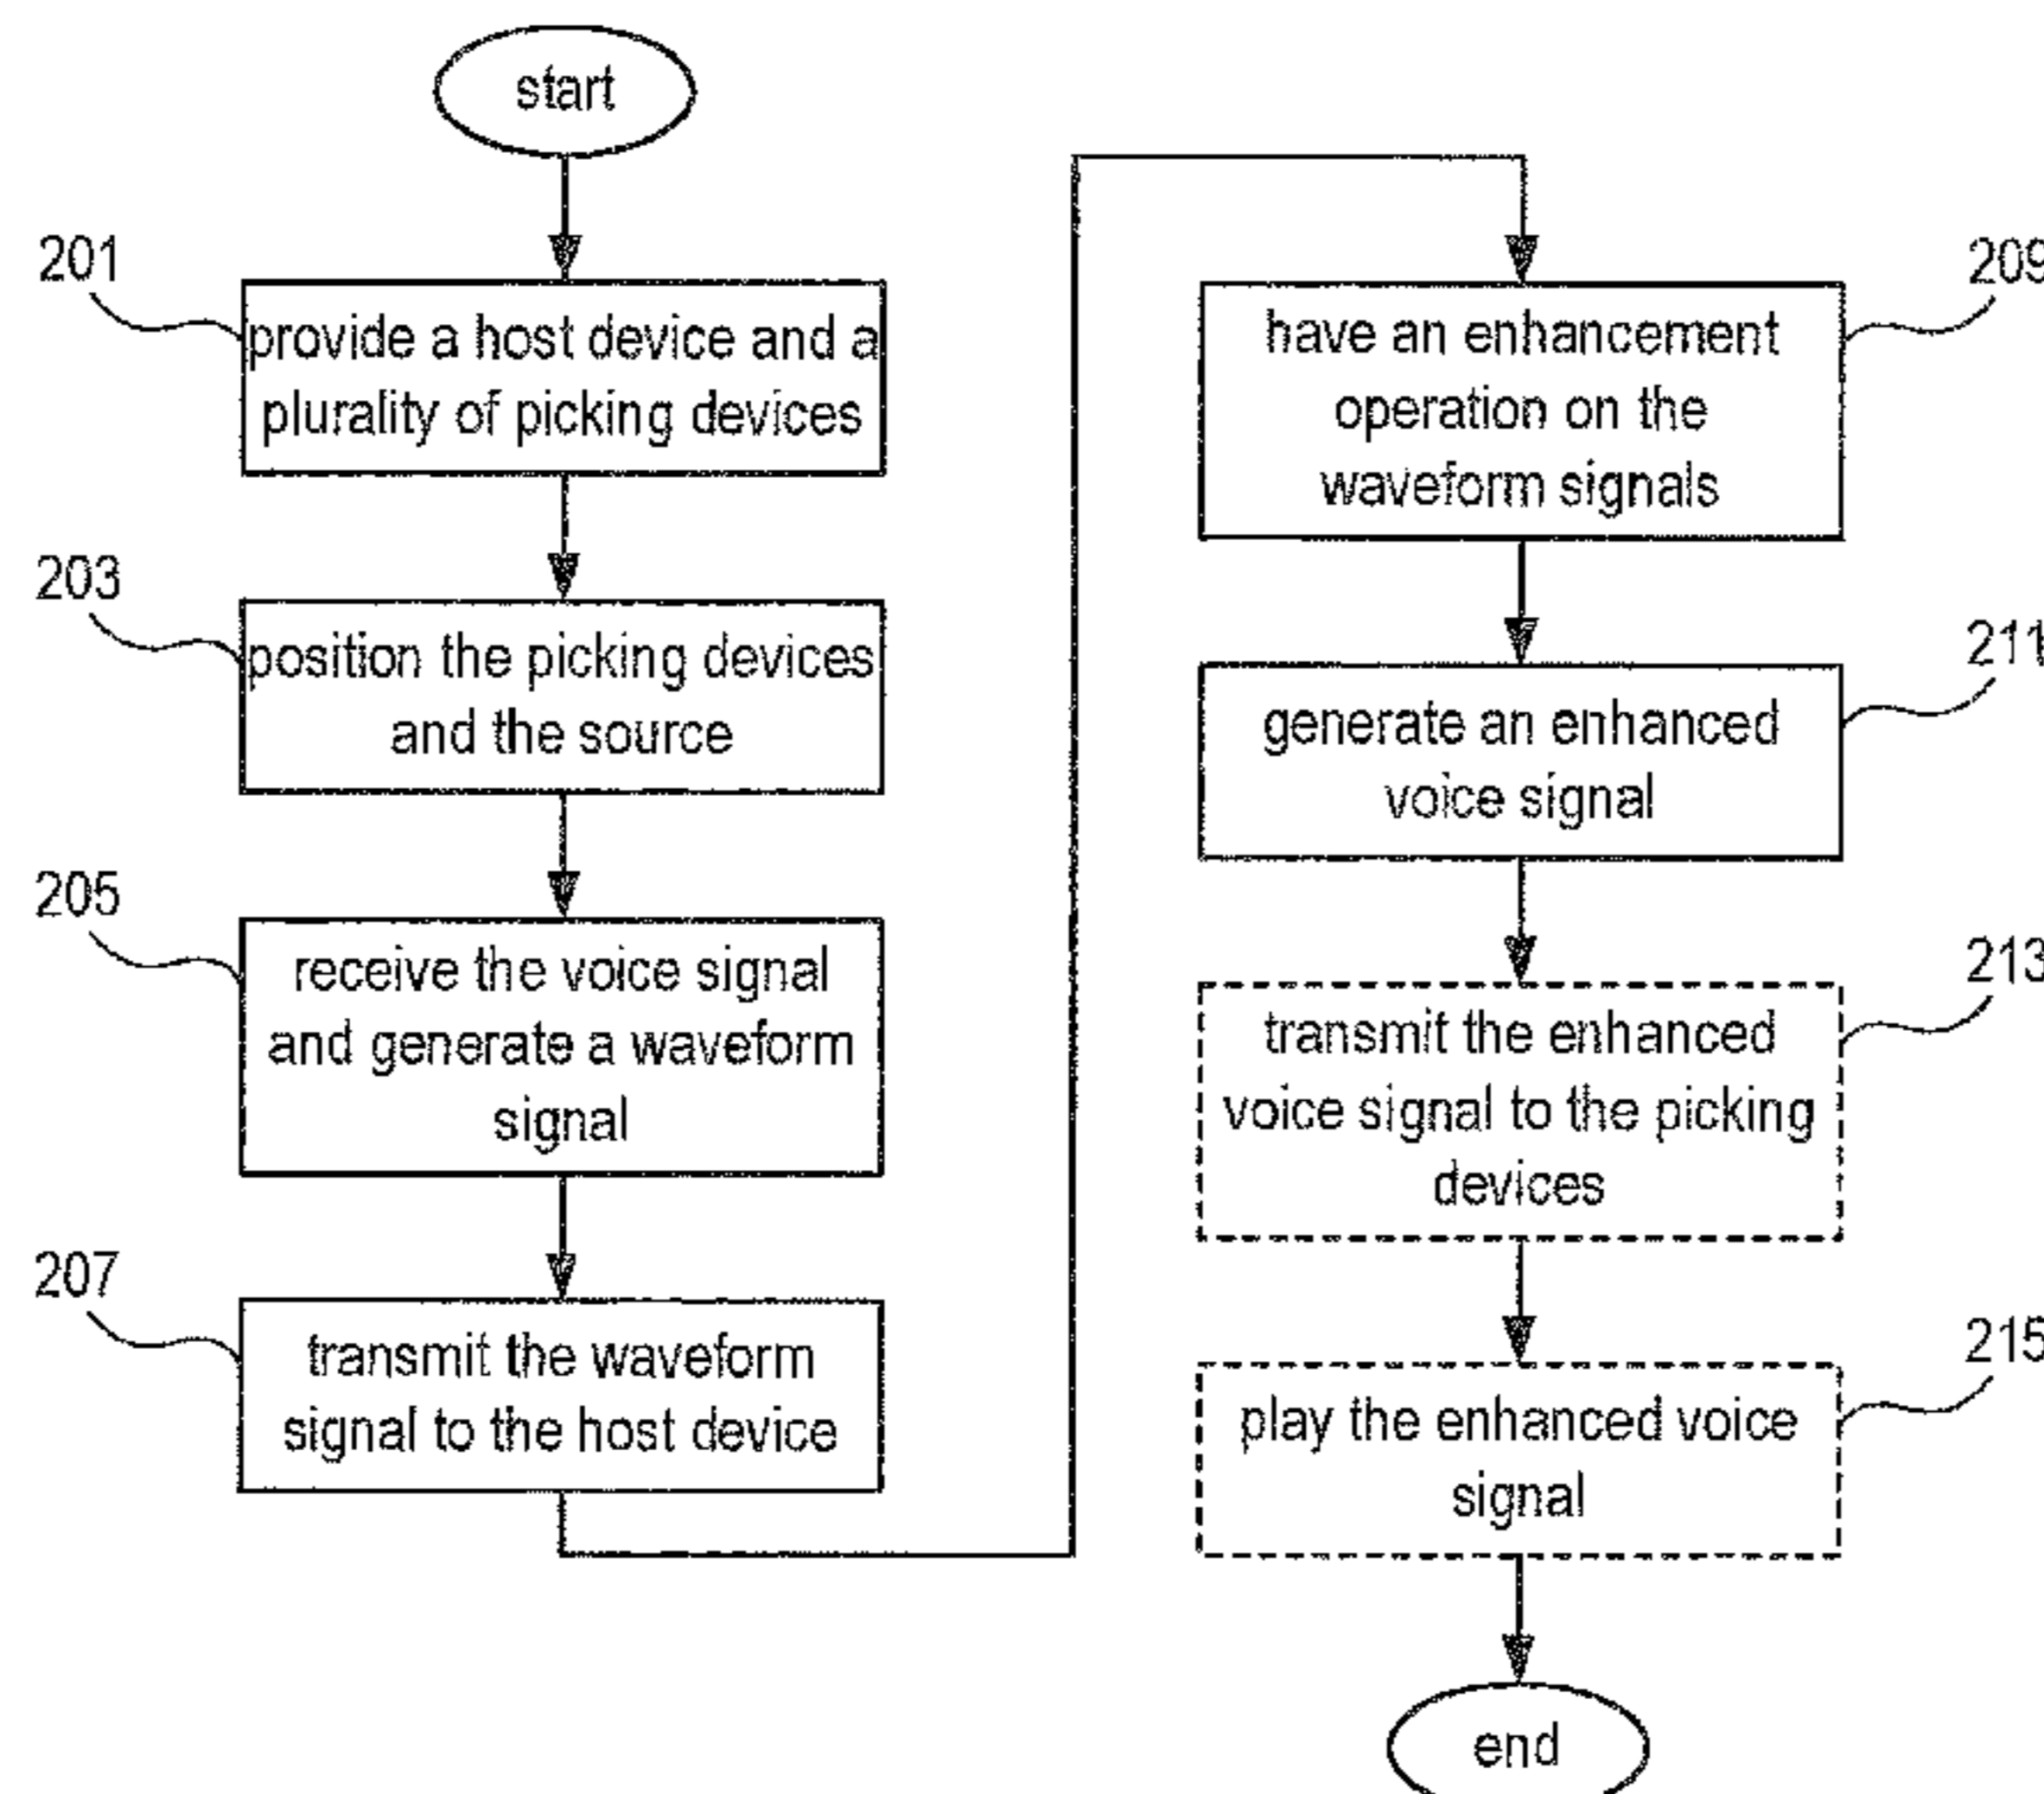 start
201
provide a host device and a
plurality of picking devices
203
position the picking devices
and the source
205
receive the voice signal
and generate a waveform
signal
207
transmit the waveform
signal to the host device
209
have an enhancement
operation on the
waveform signals
211
generate an enhanced
voice signal
213
transmit the enhanced
voice signal to the picking
devices
215
play the enhanced voice
signal
end